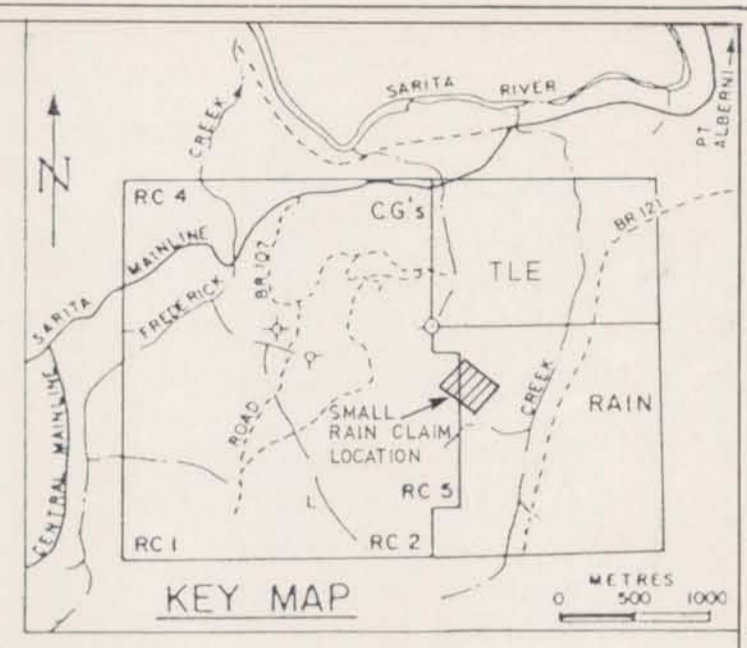 N
CREEK
SARITA RIVER
PT. ALBERNI
RC 4
C.G.'s
BR 121
SARITA MAINLINE
BR 107
TLE
FREDERICK
CENTRAL MAINLINE
ROAD
SMALL
RAIN CLAIM
LOCATION
CREEK
RAIN
RC 5
L
RC 1
RC 2
KEY MAP
METRES
0 500 1000